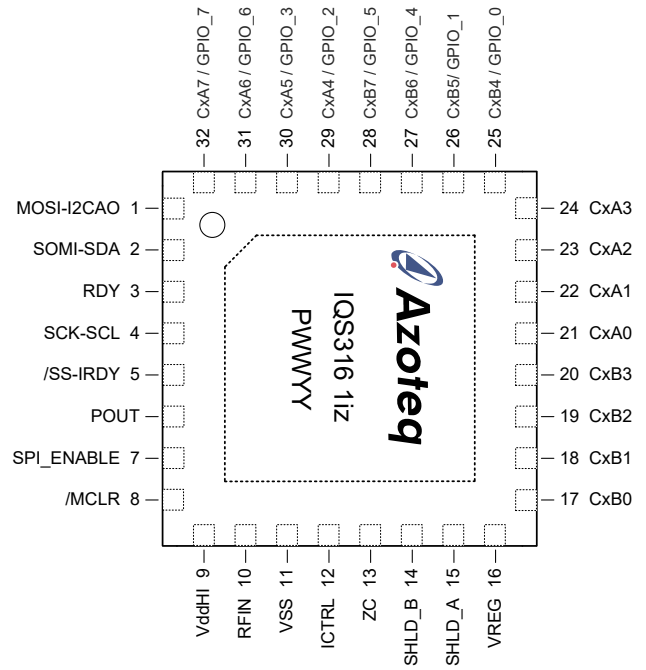 32 CxA7 / GPIO_7
31 CxA6 / GPIO_6
30 CxA5 / GPIO_3
29 CxA4 / GPIO_2
28 CxB7 / GPIO_5
27 CxB6 / GPIO_4
26 CxB5/ GPIO_1
25 CxB4 / GPIO_0
MOSI-I2CAO 1
SOMI-SDA 2
RDY 3
SCK-SCL 4
/SS-IRDY 5
POUT
SPI_ENABLE 7
/MCLR 8
Azoteq
IQS316 1iz
PWWYY
24 CxA3
23 CxA2
22 CxA1
21 CxA0
20 CxB3
19 CxB2
18 CxB1
17 CxB0
VddHI 9
RFIN 10
VSS 11
ICTRL 12
ZC 13
SHLD_B 14
SHLD_A 15
VREG 16